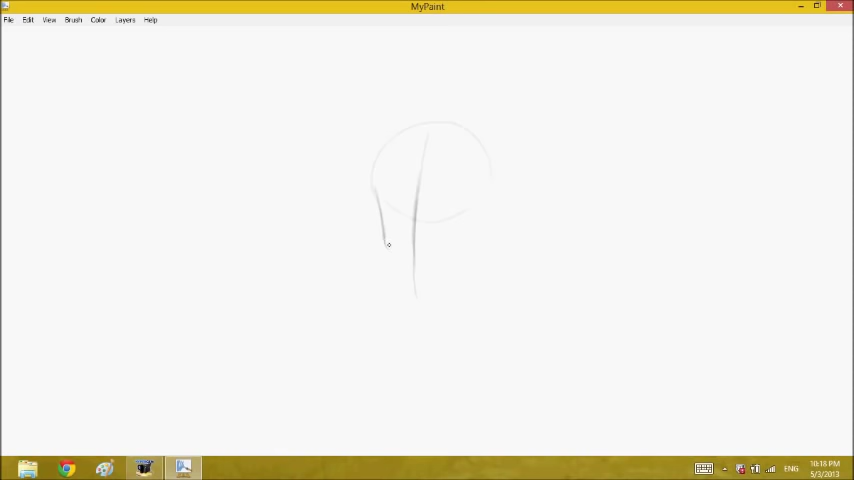 MyPaint
File Edit View Brush Color Layers Help
ENG
10:18 PM
5/3/2013